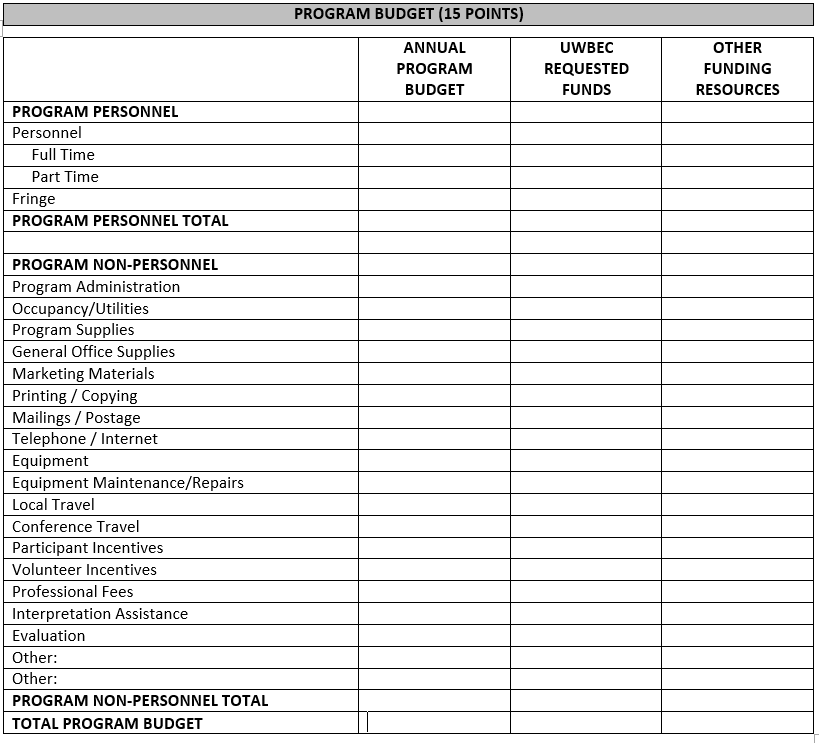 PROGRAM BUDGET (15 POINTS)
ANNUAL PROGRAM BUDGET
UWBEC REQUESTED FUNDS
OTHER FUNDING RESOURCES
PROGRAM PERSONNEL
Personnel
Full Time
Part Time
Fringe
PROGRAM PERSONNEL TOTAL
PROGRAM NON-PERSONNEL
Program Administration
Occupancy/Utilities
Program Supplies
General Office Supplies
Marketing Materials
Printing / Copying
Mailings / Postage
Telephone / Internet
Equipment
Equipment Maintenance/Repairs
Local Travel
Conference Travel
Participant Incentives
Volunteer Incentives
Professional Fees
Interpretation Assistance
Evaluation
Other:
Other:
PROGRAM NON-PERSONNEL TOTAL
TOTAL PROGRAM BUDGET